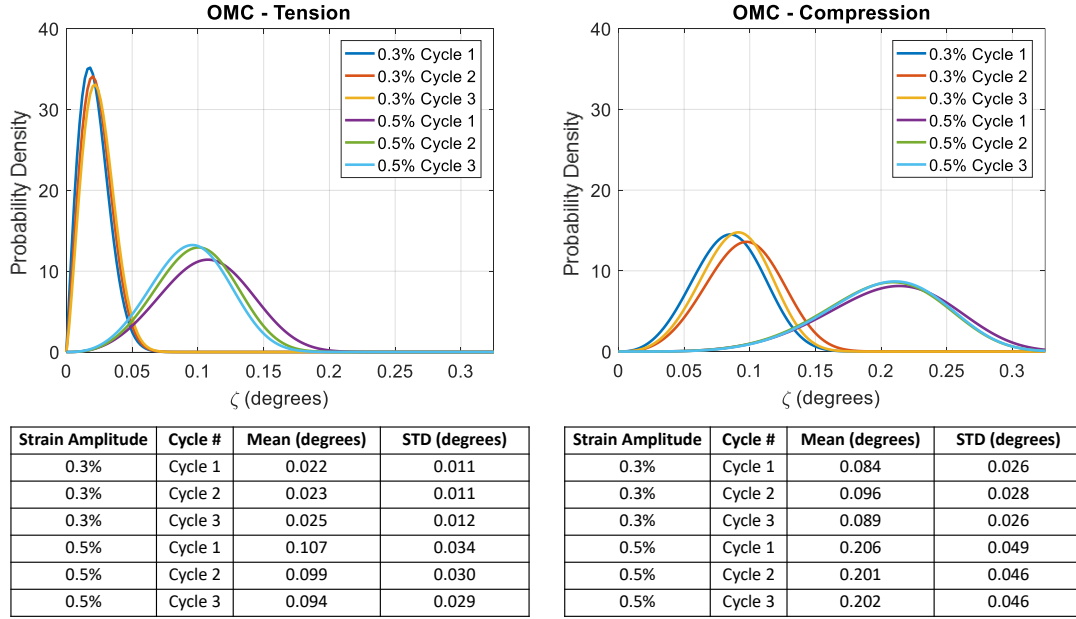 OMC - Tension
40
30
20
10
0
Probability Density
0.3% Cycle 1
0.3% Cycle 2
0.3% Cycle 3
0.5% Cycle 1
0.5% Cycle 2
0.5% Cycle 3
0 0.05 0.1 0.15 0.2 0.25 0.3
ζ (degrees)
OMC - Compression
40
30
20
10
0
Probability Density
0.3% Cycle 1
0.3% Cycle 2
0.3% Cycle 3
0.5% Cycle 1
0.5% Cycle 2
0.5% Cycle 3
0 0.05 0.1 0.15 0.2 0.25 0.3
ζ (degrees)
Strain Amplitude Cycle # Mean (degrees) STD (degrees)
0.3% Cycle 1 0.022 0.011
0.3% Cycle 2 0.023 0.011
0.3% Cycle 3 0.025 0.012
0.5% Cycle 1 0.107 0.034
0.5% Cycle 2 0.099 0.030
0.5% Cycle 3 0.094 0.029
Strain Amplitude Cycle # Mean (degrees) STD (degrees)
0.3% Cycle 1 0.084 0.026
0.3% Cycle 2 0.096 0.028
0.3% Cycle 3 0.089 0.026
0.5% Cycle 1 0.206 0.049
0.5% Cycle 2 0.201 0.046
0.5% Cycle 3 0.202 0.046